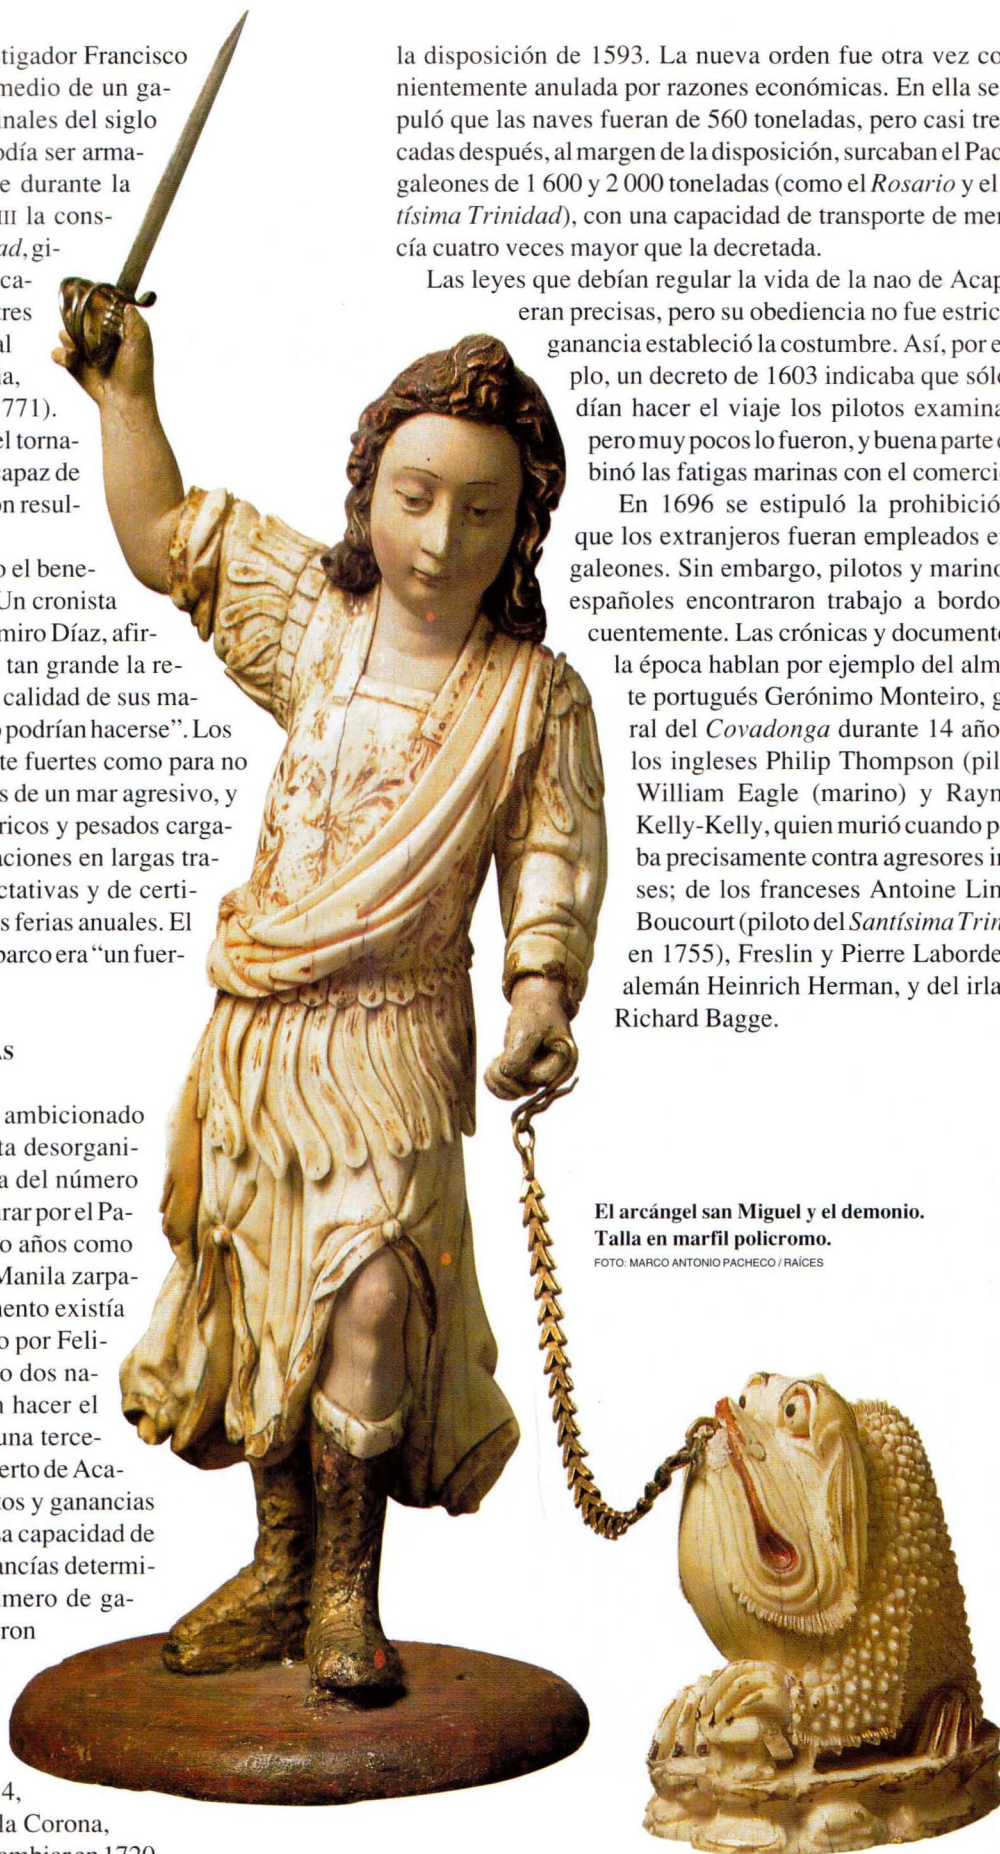 tigador Francisco
medio de un ga-
inales del siglo
odía ser arma-
e durante la
III la cons-
ad, gi-
ca-
tres
al
na,
771).
el torna-
apaz de
on resul-
o el bene-
Un cronista
miro Díaz, afir-
tan grande la re-
calidad de sus ma-
o podrían hacerse”. Los
te fuertes como para no
s de un mar agresivo, y
ricos y pesados carga-
aciones en largas tra-
ctativas y de certi-
s ferias anuales. El
barco era “un fuer-
AS
ambicionado
ta desorgani-
a del número
rar por el Pa-
o años como
Manila zarpa-
mento existía
o por Feli-
o dos na-
n hacer el
una terce-
erto de Aca-
tos y ganancias
sa capacidad de
ancías determi-
mero de ga-
ron
4,
la Corona,
ambiar en 1720
la disposición de 1593. La nueva orden fue otra vez co
nientemente anulada por razones económicas. En ella se
puló que las naves fueran de 560 toneladas, pero casi tre
cadas después, al margen de la disposición, surcaban el Pac
galeones de 1 600 y 2 000 toneladas (como el Rosario y el
tísima Trinidad), con una capacidad de transporte de mer
cía cuatro veces mayor que la decretada.
Las leyes que debían regular la vida de la nao de Acap
eran precisas, pero su obediencia no fue estric
ganancia estableció la costumbre. Así, por e
plo, un decreto de 1603 indicaba que sólo
dían hacer el viaje los pilotos examina
pero muy pocos lo fueron, y buena parte
binó las fatigas marinas con el comerci
En 1696 se estipuló la prohibició
que los extranjeros fueran empleados e
galeones. Sin embargo, pilotos y marino
españoles encontraron trabajo a bordo
cuentemente. Las crónicas y documento
la época hablan por ejemplo del alm
te portugués Gerónimo Monteiro, g
ral del Covadonga durante 14 año
los ingleses Philip Thompson (pil
William Eagle (marino) y Raym
Kelly-Kelly, quien murió cuando p
ba precisamente contra agresores in
ses; de los franceses Antoine Lim
Boucourt (piloto del Santísima Trin
en 1755), Freslin y Pierre Laborde
alemán Heinrich Herman, y del irla
Richard Bagge.
El arcángel san Miguel y el demonio.
Talla en marfil policromo.
FOTO: MARCO ANTONIO PACHECO / RAÍCES